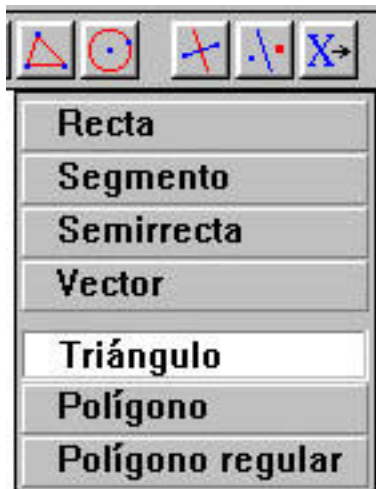 X
Recta
Segmento
Semirrecta
Vector
Triángulo
Polígono
Polígono regular